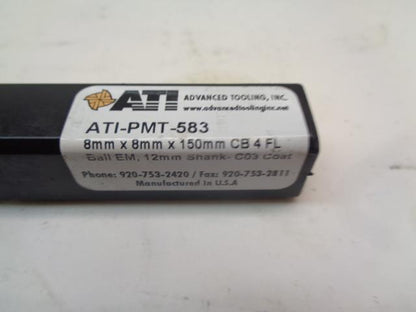 ATI ADVANCED TOOLING, INC.
www.advancedtoolinginc.net
ATI-PMT-583
8mm x 8mm x 150mm CB 4 FL
Ball EM, 12mm Shank- C03 Coat
Phone: 920-753-2420 / Fax: 920-753-2811
Manufactured in U.S.A